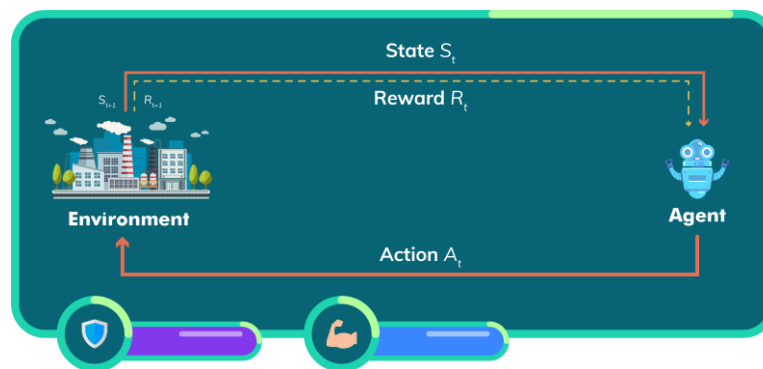 State Sₜ
Sₜ₊₁ Rₜ₊₁
Reward Rₜ
Environment
Agent
Action Aₜ